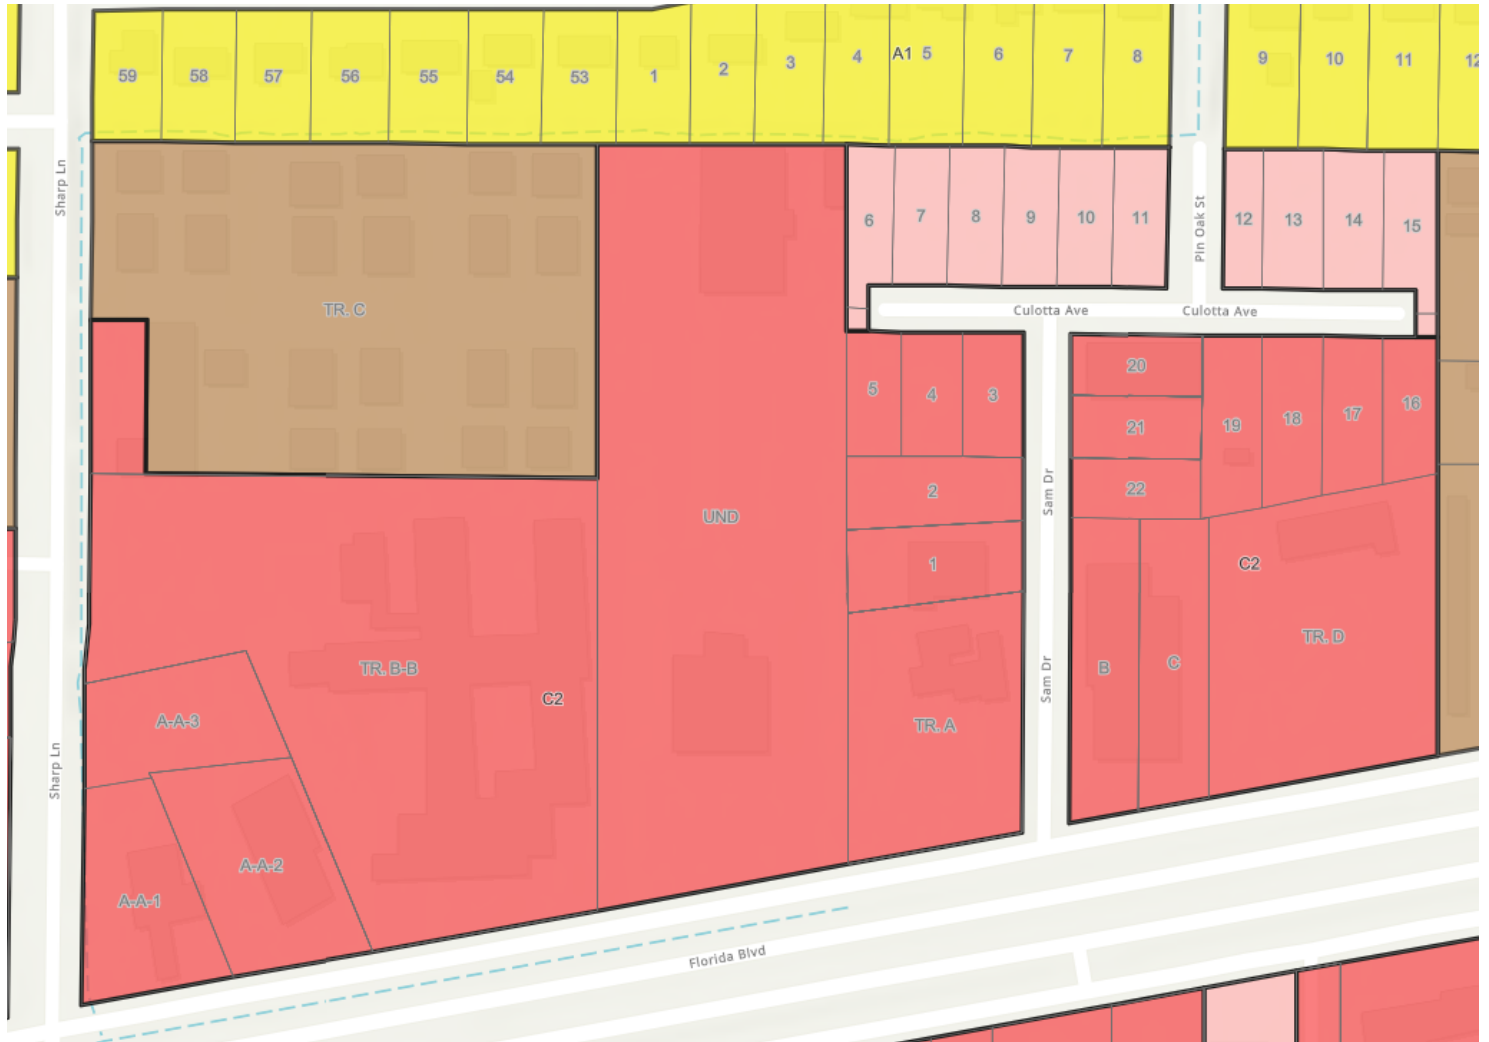 59 58 57 56 55 54 53 1 2 3 4 A1 5 6 7 8 9 10 11 12
Sharp Ln
6 7 8 9 10 11 Pin Oak St 12 13 14 15
TR. C
Culotta Ave Culotta Ave
5 4 3 20 21 19 18 17 16
2 Sam Dr 22
UND
1 C2
TR. B-B C2 Sam Dr B C TR. D
A-A-3 TR. A
Sharp Ln
A-A-2
A-A-1
Florida Blvd